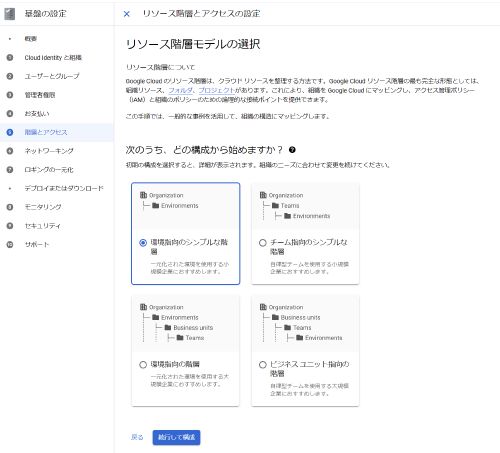 基盤の設定
リソース階層とアクセスの設定
概要
1 Cloud Identity と組織
2 ユーザーとグループ
3 管理者権限
4 お支払い
5 階層とアクセス
6 ネットワーキング
7 ロギングの一元化
デプロイまたはダウンロード
8 モニタリング
9 セキュリティ
10 サポート
リソース階層モデルの選択
リソース階層について
Google Cloud のリソース階層は、クラウド リソースを整理する方法です。Google Cloud リソース階層の最も完全な形態としては、
組織リソース、フォルダ、プロジェクトがあります。これにより、組織を Google Cloud にマッピングし、アクセス管理ポリシー
（IAM）と組織のポリシーのための論理的な接続ポイントを提供できます。
この手順では、一般的な事例を活用して、組織の構造にマッピングします。
次のうち、どの構成から始めますか？
初期の構成を選択すると、詳細が表示されます。組織のニーズに合わせて変更を続けてください。
Organization
Environments
環境指向のシンプルな階
層
一元化された環境を使用する小
規模企業におすすめします。
Organization
Teams
Environments
チーム指向のシンプルな
階層
自律型チームを使用する小規模
企業におすすめします。
Organization
Environments
Business units
Teams
環境指向の階層
一元化された環境を使用する大
規模企業におすすめします。
Organization
Business units
Teams
Environments
ビジネス ユニット指向の
階層
自律型チームを使用する大規模
企業におすすめします。
戻る
続行して構成